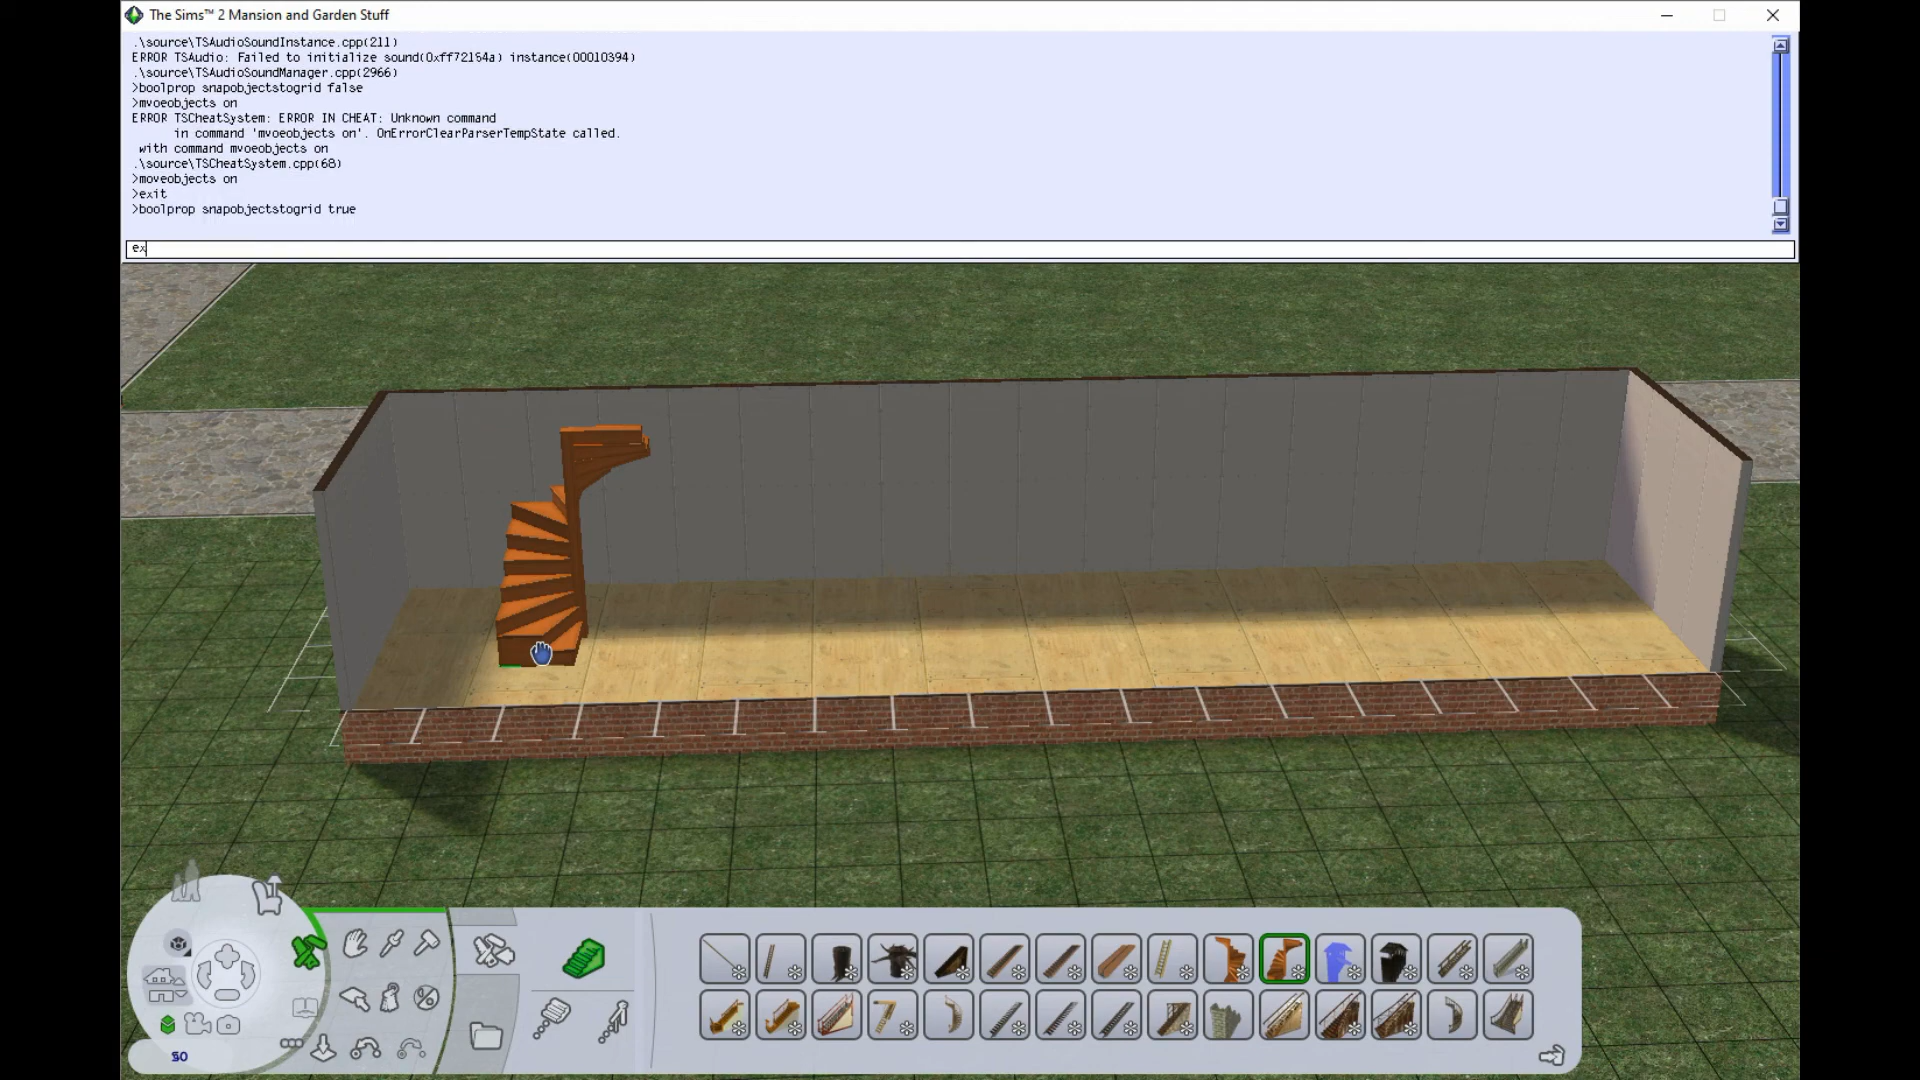 The Sims™ 2 Mansion and Garden Stuff
.\source\TSAudioSoundInstance.cpp(211)
ERROR TSAudio: Failed to initialize sound(0xff72164a) instance(00010394)
.\source\TSAudioSoundManager.cpp(2966)
>boolprop snapobjectstogrid false
>mvoeobjects on
ERROR TSCheatSystem: ERROR IN CHEAT: Unknown command
in command 'mvoeobjects on'. OnErrorClearParserTempState called.
with command mvoeobjects on
.\source\TSCheatSystem.cpp(68)
>moveobjects on
>exit
>boolprop snapobjectstogrid true
ex
50